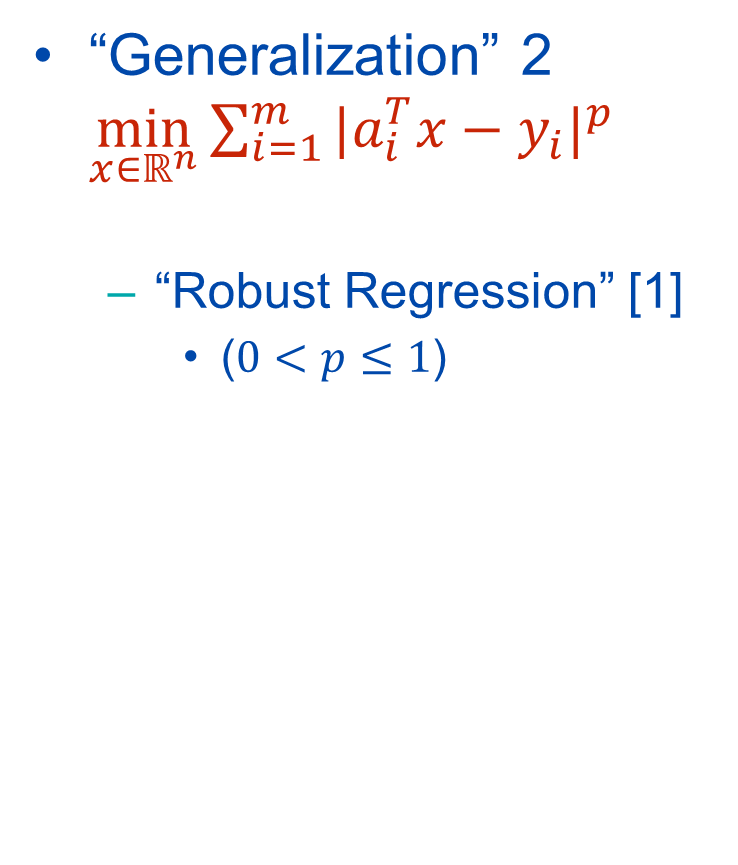 • “Generalization” 2
min_{x∈ℝ^n} ∑_{i=1}^{m} |a_i^T x − y_i|^p
– “Robust Regression” [1]
• (0 < p ≤ 1)